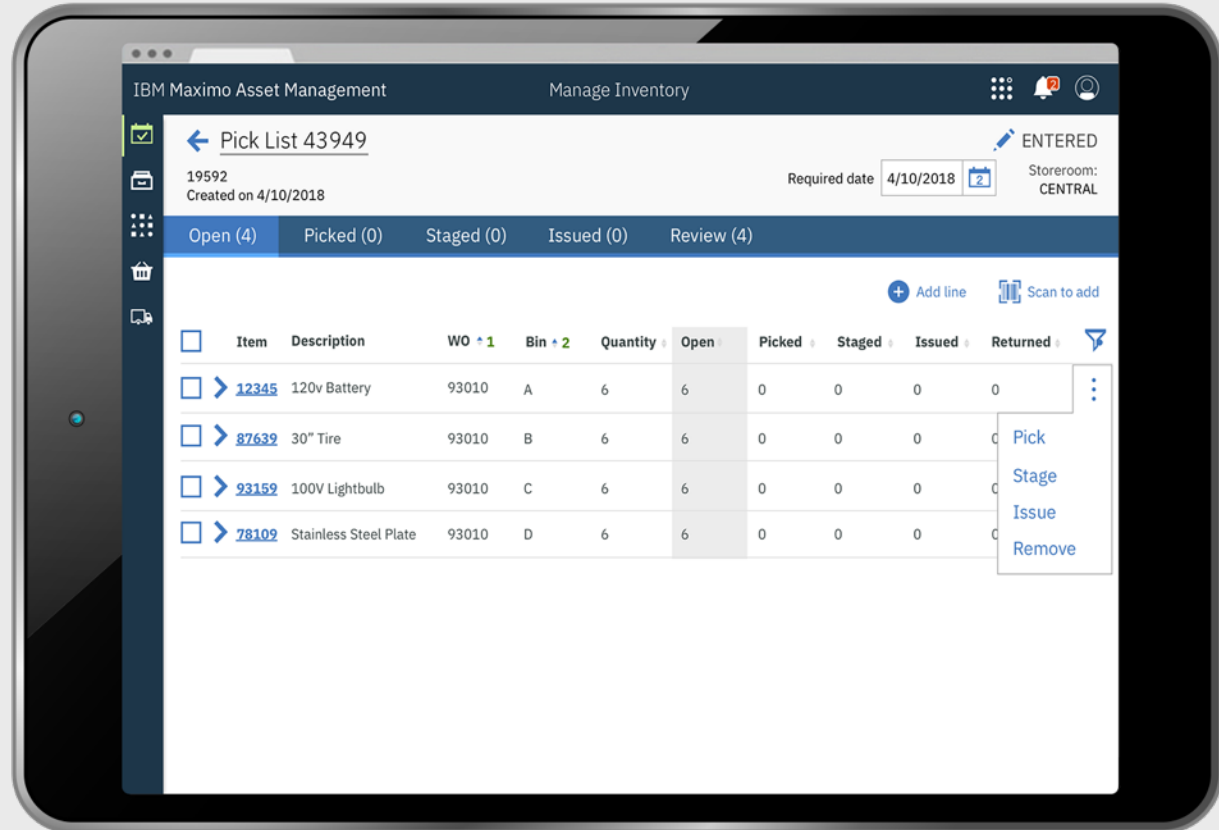 IBM Maximo Asset Management Manage Inventory 2
Pick List 43949 ENTERED
19592 Required date 4/10/2018 2 Storeroom:
Created on 4/10/2018 CENTRAL
Open (4) Picked (0) Staged (0) Issued (0) Review (4)
Add line Scan to add
Item Description WO 1 Bin 2 Quantity Open Picked Staged Issued Returned
12345 120v Battery 93010 A 6 6 0 0 0 0
87639 30" Tire 93010 B 6 6 0 0 0 0
93159 100V Lightbulb 93010 C 6 6 0 0 0 0
78109 Stainless Steel Plate 93010 D 6 6 0 0 0 0
Pick
Stage
Issue
Remove